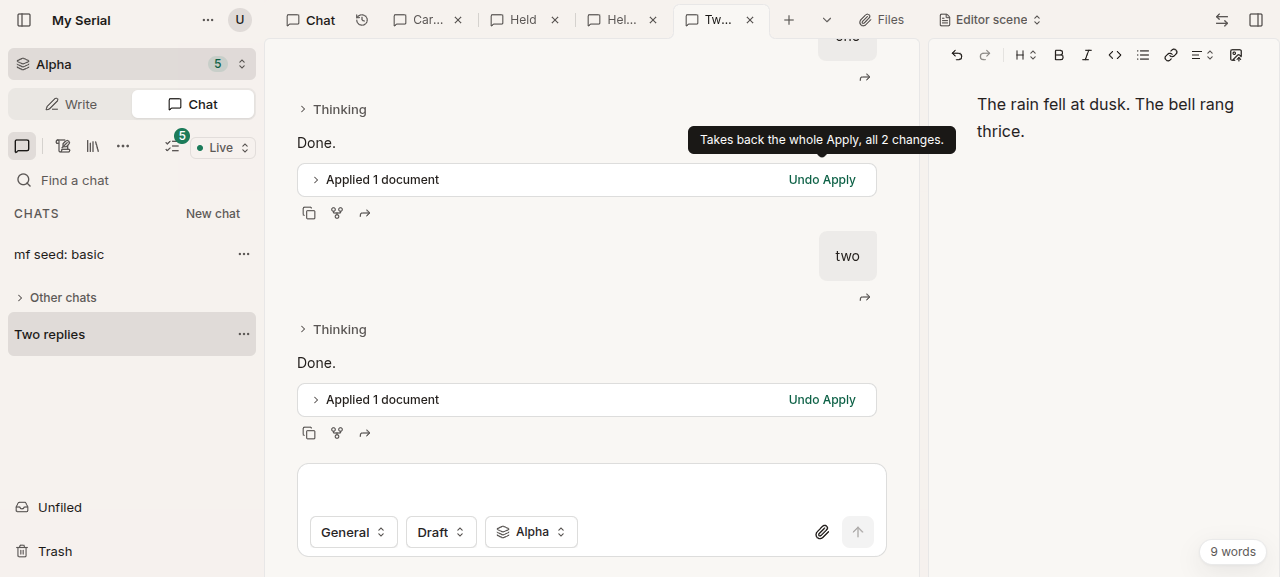 My Serial
U
Chat
Car...
Held
Hel...
Tw...
Files
Editor scene
Alpha
5
Write
Chat
5
Live
Find a chat
CHATS
New chat
mf seed: basic
Other chats
Two replies
Unfiled
Trash
Thinking
Done.
Takes back the whole Apply, all 2 changes.
Applied 1 document
Undo Apply
two
Thinking
Done.
Applied 1 document
Undo Apply
General
Draft
Alpha
H
B
I
The rain fell at dusk. The bell rang
thrice.
9 words